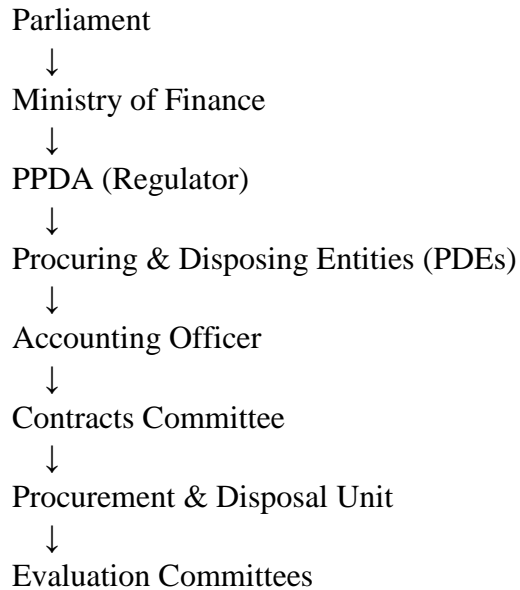 Parliament
↓
Ministry of Finance
↓
PPDA (Regulator)
↓
Procuring & Disposing Entities (PDEs)
↓
Accounting Officer
↓
Contracts Committee
↓
Procurement & Disposal Unit
↓
Evaluation Committees